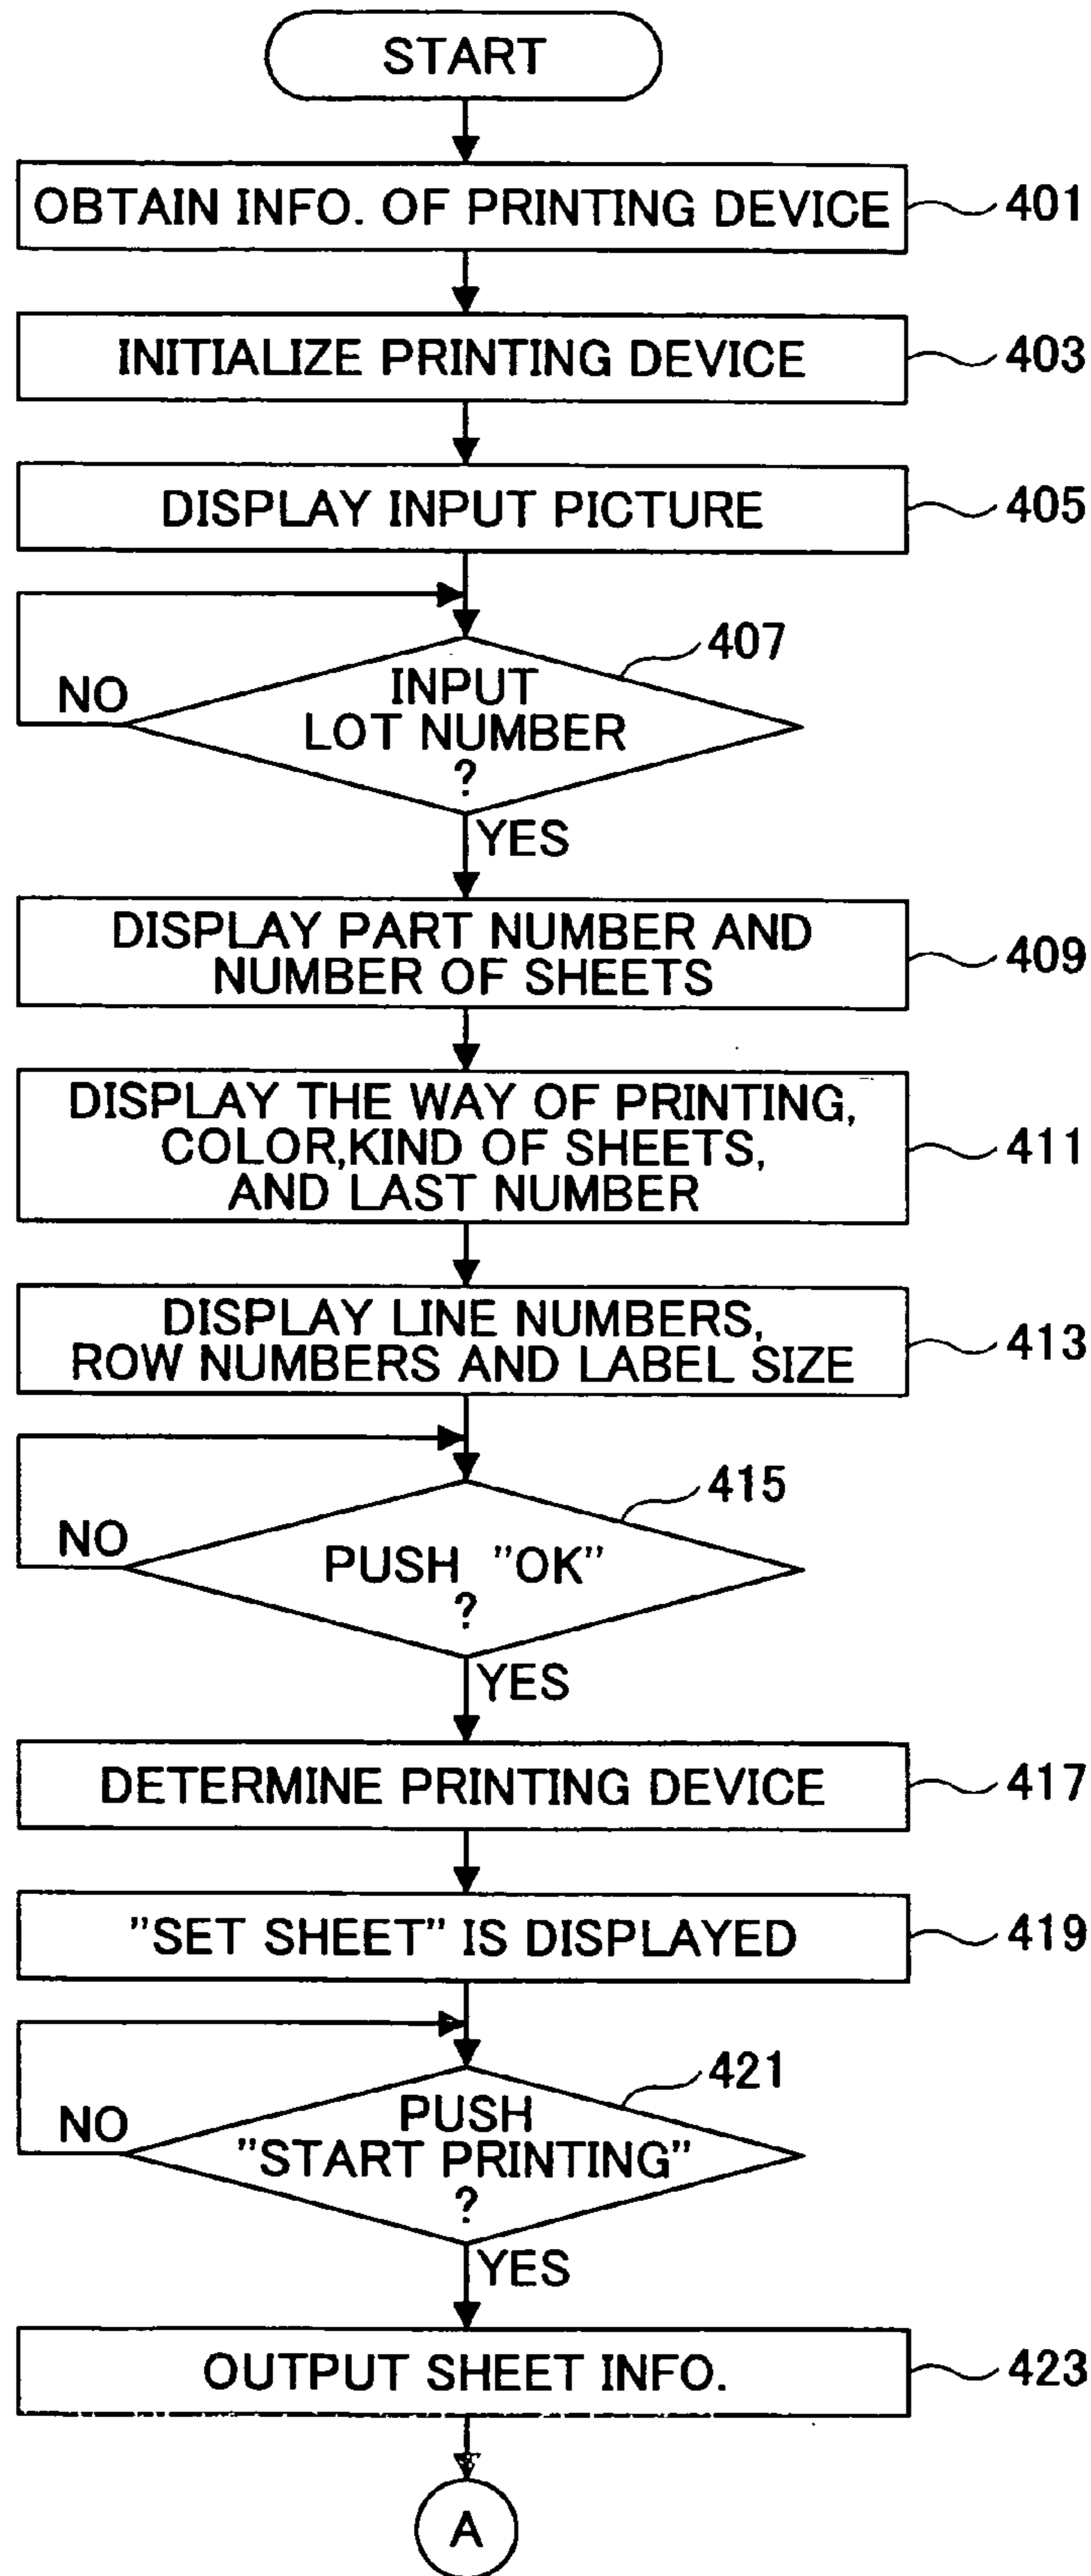 START
OBTAIN INFO. OF PRINTING DEVICE
401
INITIALIZE PRINTING DEVICE
403
DISPLAY INPUT PICTURE
405
407
INPUT
LOT NUMBER
?
NO
YES
DISPLAY PART NUMBER AND
NUMBER OF SHEETS
409
DISPLAY THE WAY OF PRINTING,
COLOR,KIND OF SHEETS,
AND LAST NUMBER
411
DISPLAY LINE NUMBERS,
ROW NUMBERS AND LABEL SIZE
413
415
PUSH "OK"
?
NO
YES
DETERMINE PRINTING DEVICE
417
"SET SHEET" IS DISPLAYED
419
421
PUSH
"START PRINTING"
?
NO
YES
OUTPUT SHEET INFO.
423
A